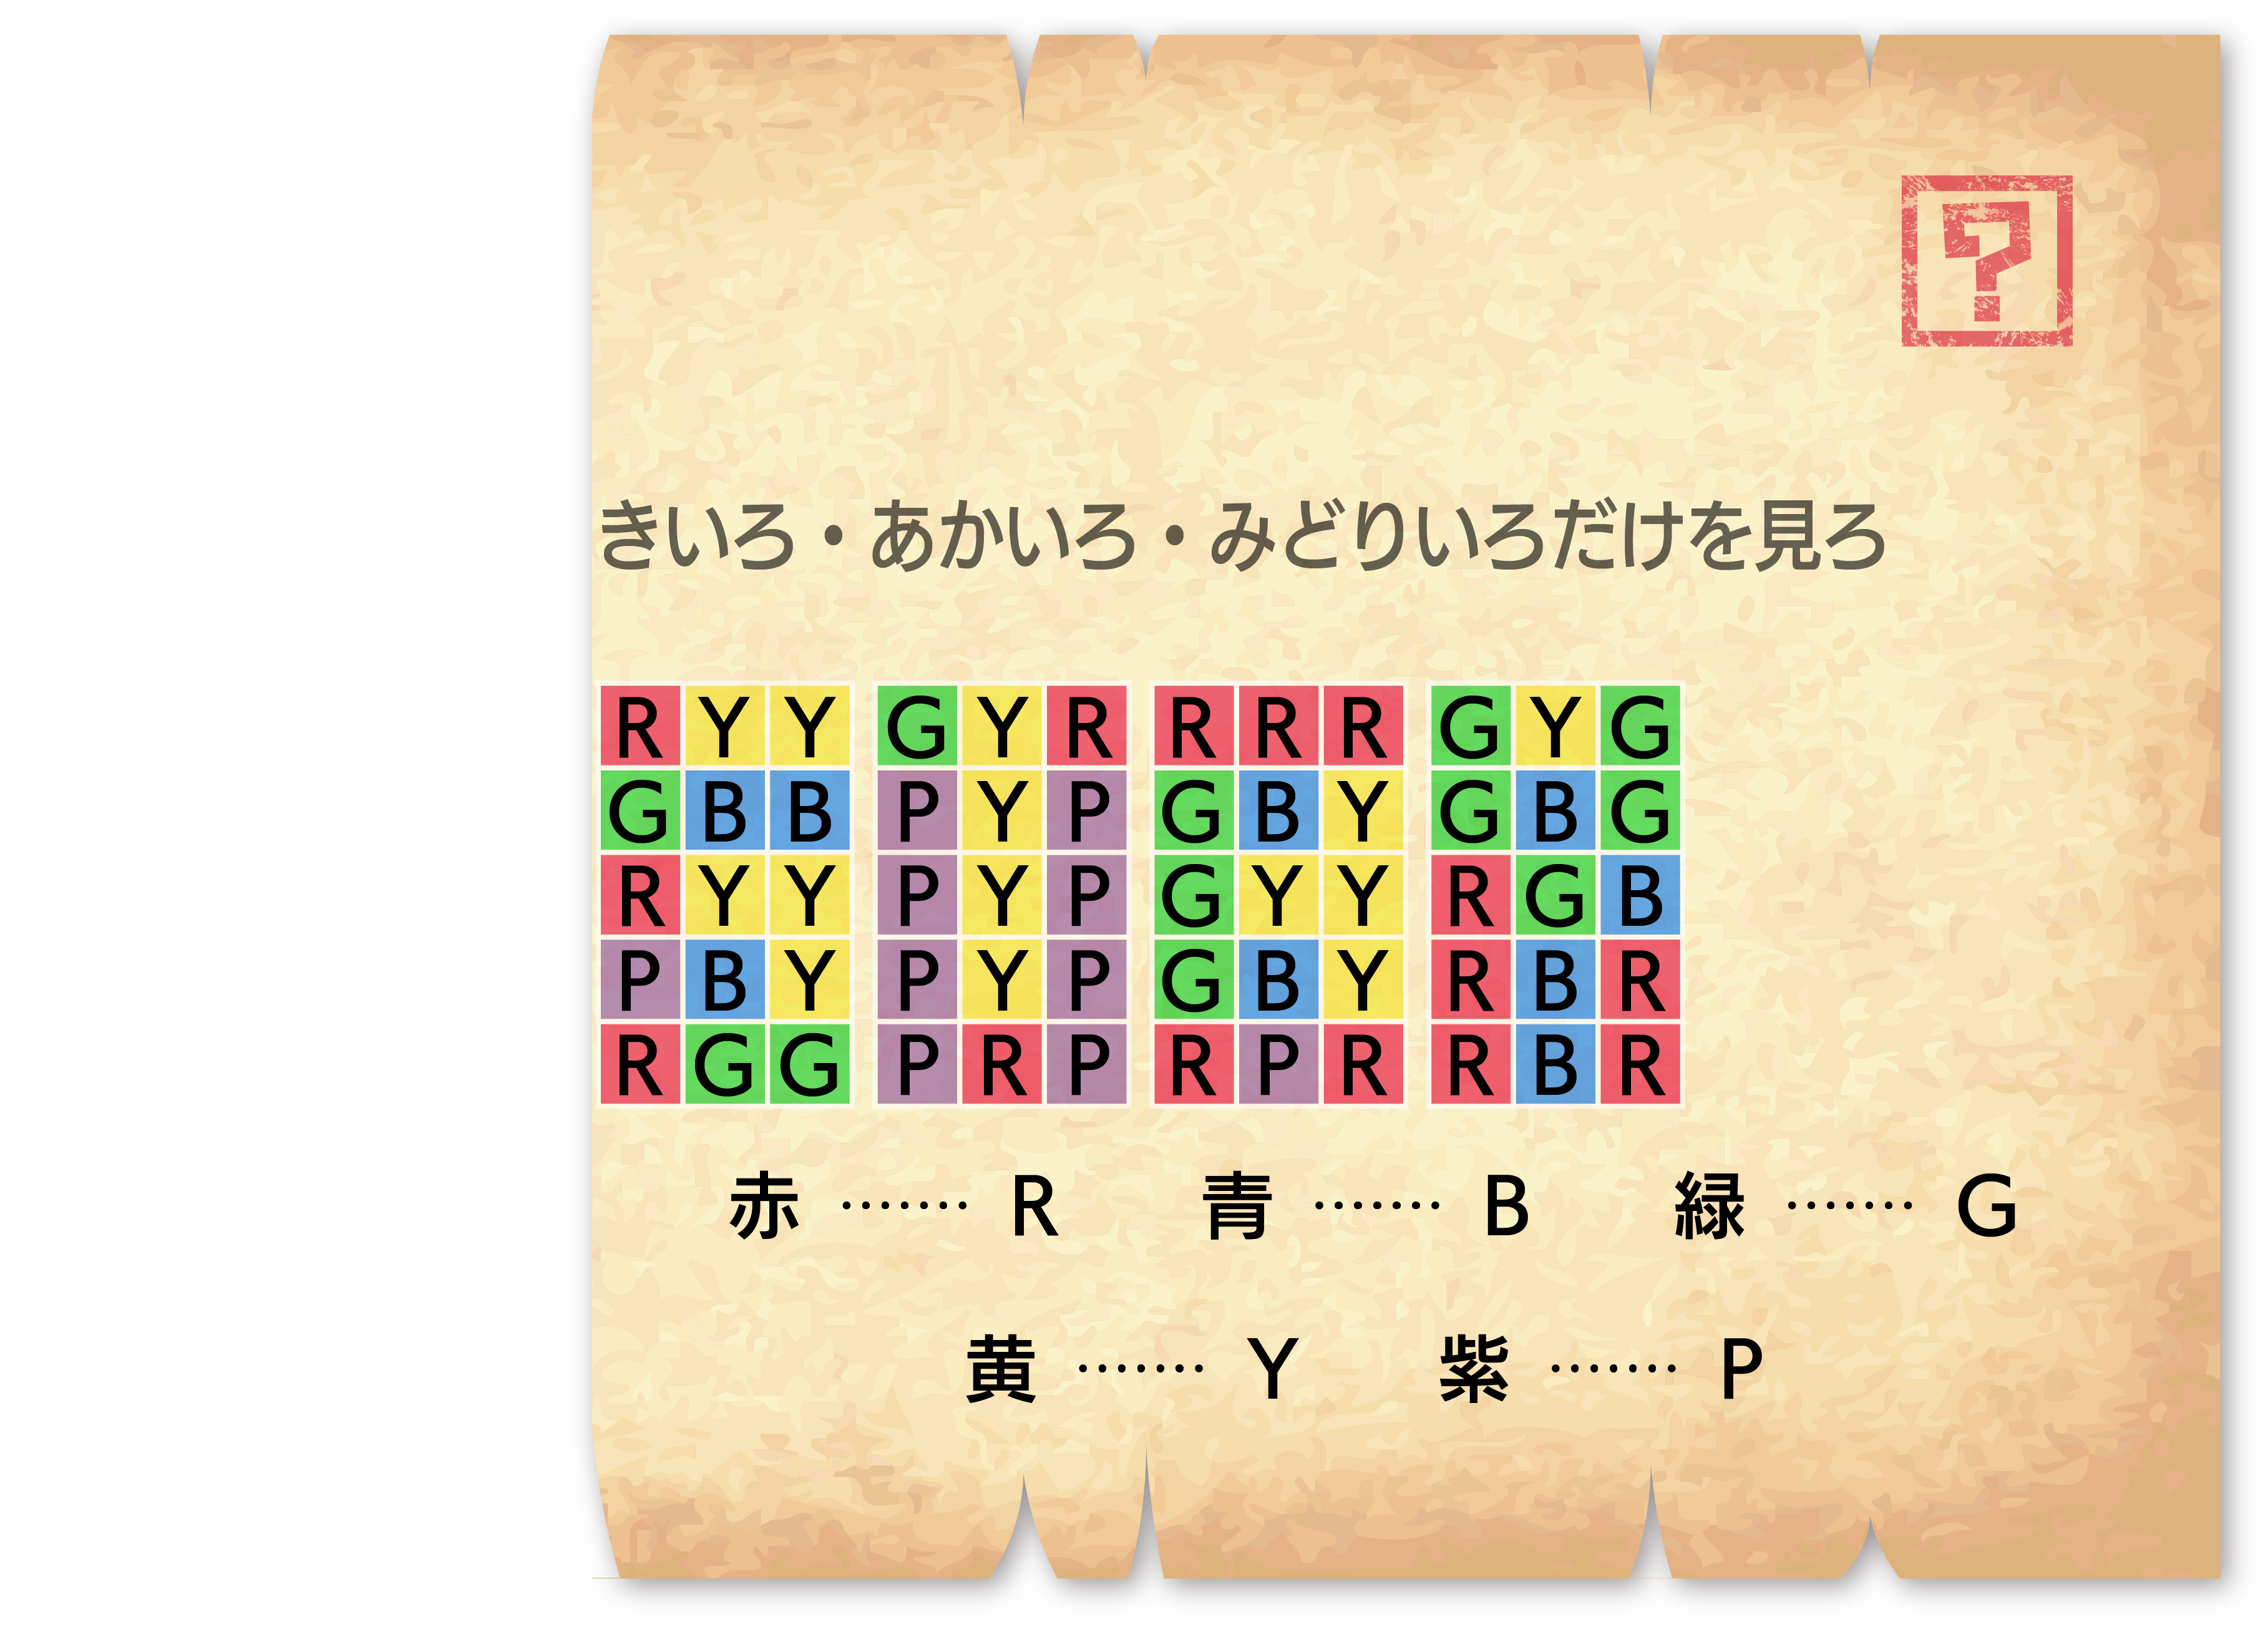 ?
きいろ・あかいろ・みどりいろだけを見ろ
R Y Y G Y R R R R G Y G
G B B P Y P G B Y G B G
R Y Y P Y P G Y Y R G B
P B Y P Y P G B Y R B R
R G G P R P R P R R B R
赤 ……. R 青 ……. B 緑 ……. G
黄 ……. Y 紫 ……. P